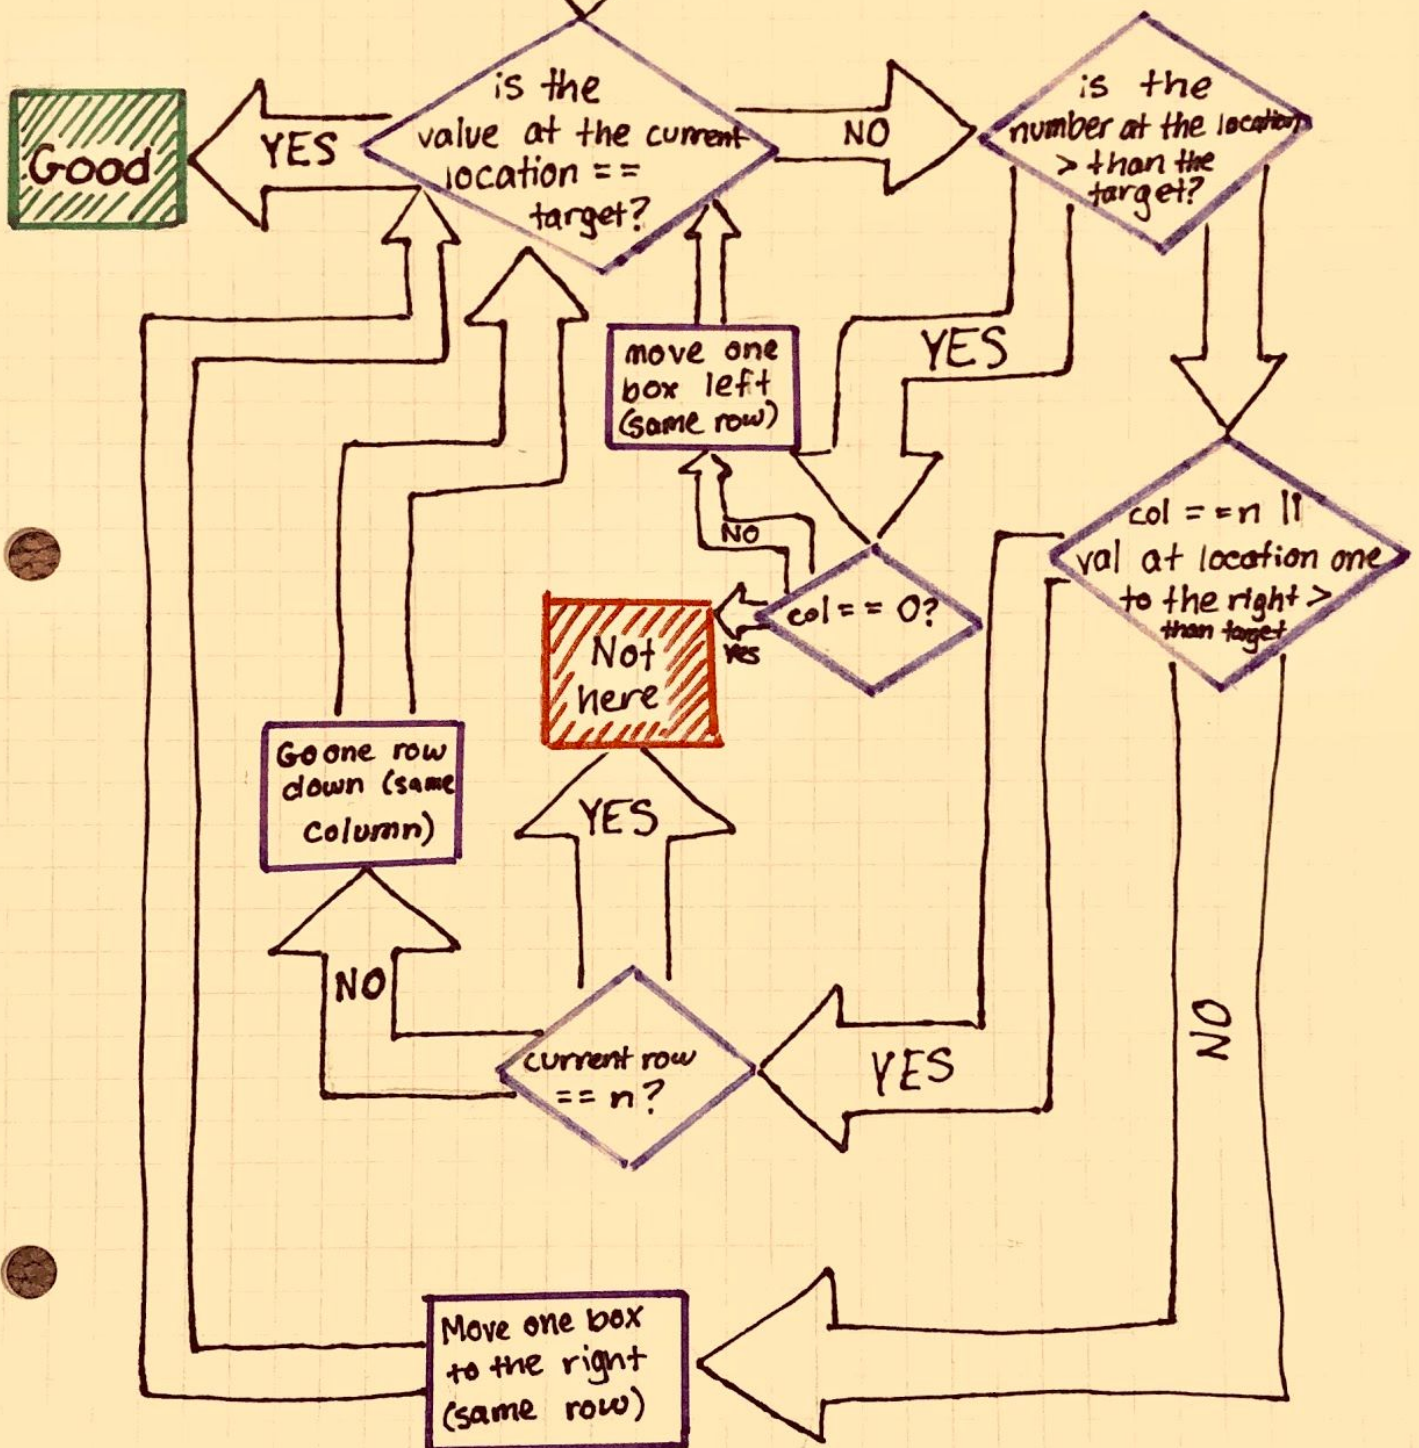 is the
value at the current
location ==
target?
YES
Good
NO
is the
number at the location
> than the
target?
YES
move one
box left
(same row)
NO
col == 0?
yes
Not
here
col == n ||
val at location one
to the right >
than target
Go one row
down (same
column)
YES
NO
current row
== n?
YES
NO
Move one box
to the right
(same row)